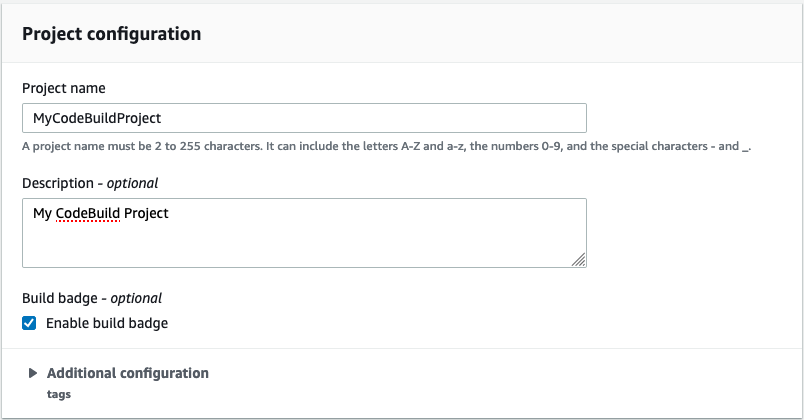 Project configuration
Project name
MyCodeBuildProject
A project name must be 2 to 255 characters. It can include the letters A-Z and a-z, the numbers 0-9, and the special characters - and _.
Description - optional
My CodeBuild Project
Build badge - optional
Enable build badge
Additional configuration
tags